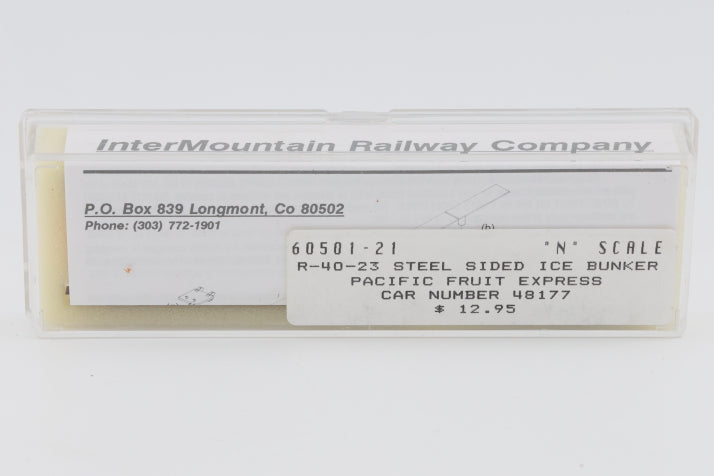 InterMountain Railway Company
P.O. Box 839 Longmont, Co 80502
Phone: (303) 772-1901
(b)
60501-21 "N" SCALE
R-40-23 STEEL SIDED ICE BUNKER
PACIFIC FRUIT EXPRESS
CAR NUMBER 48177
$ 12.95